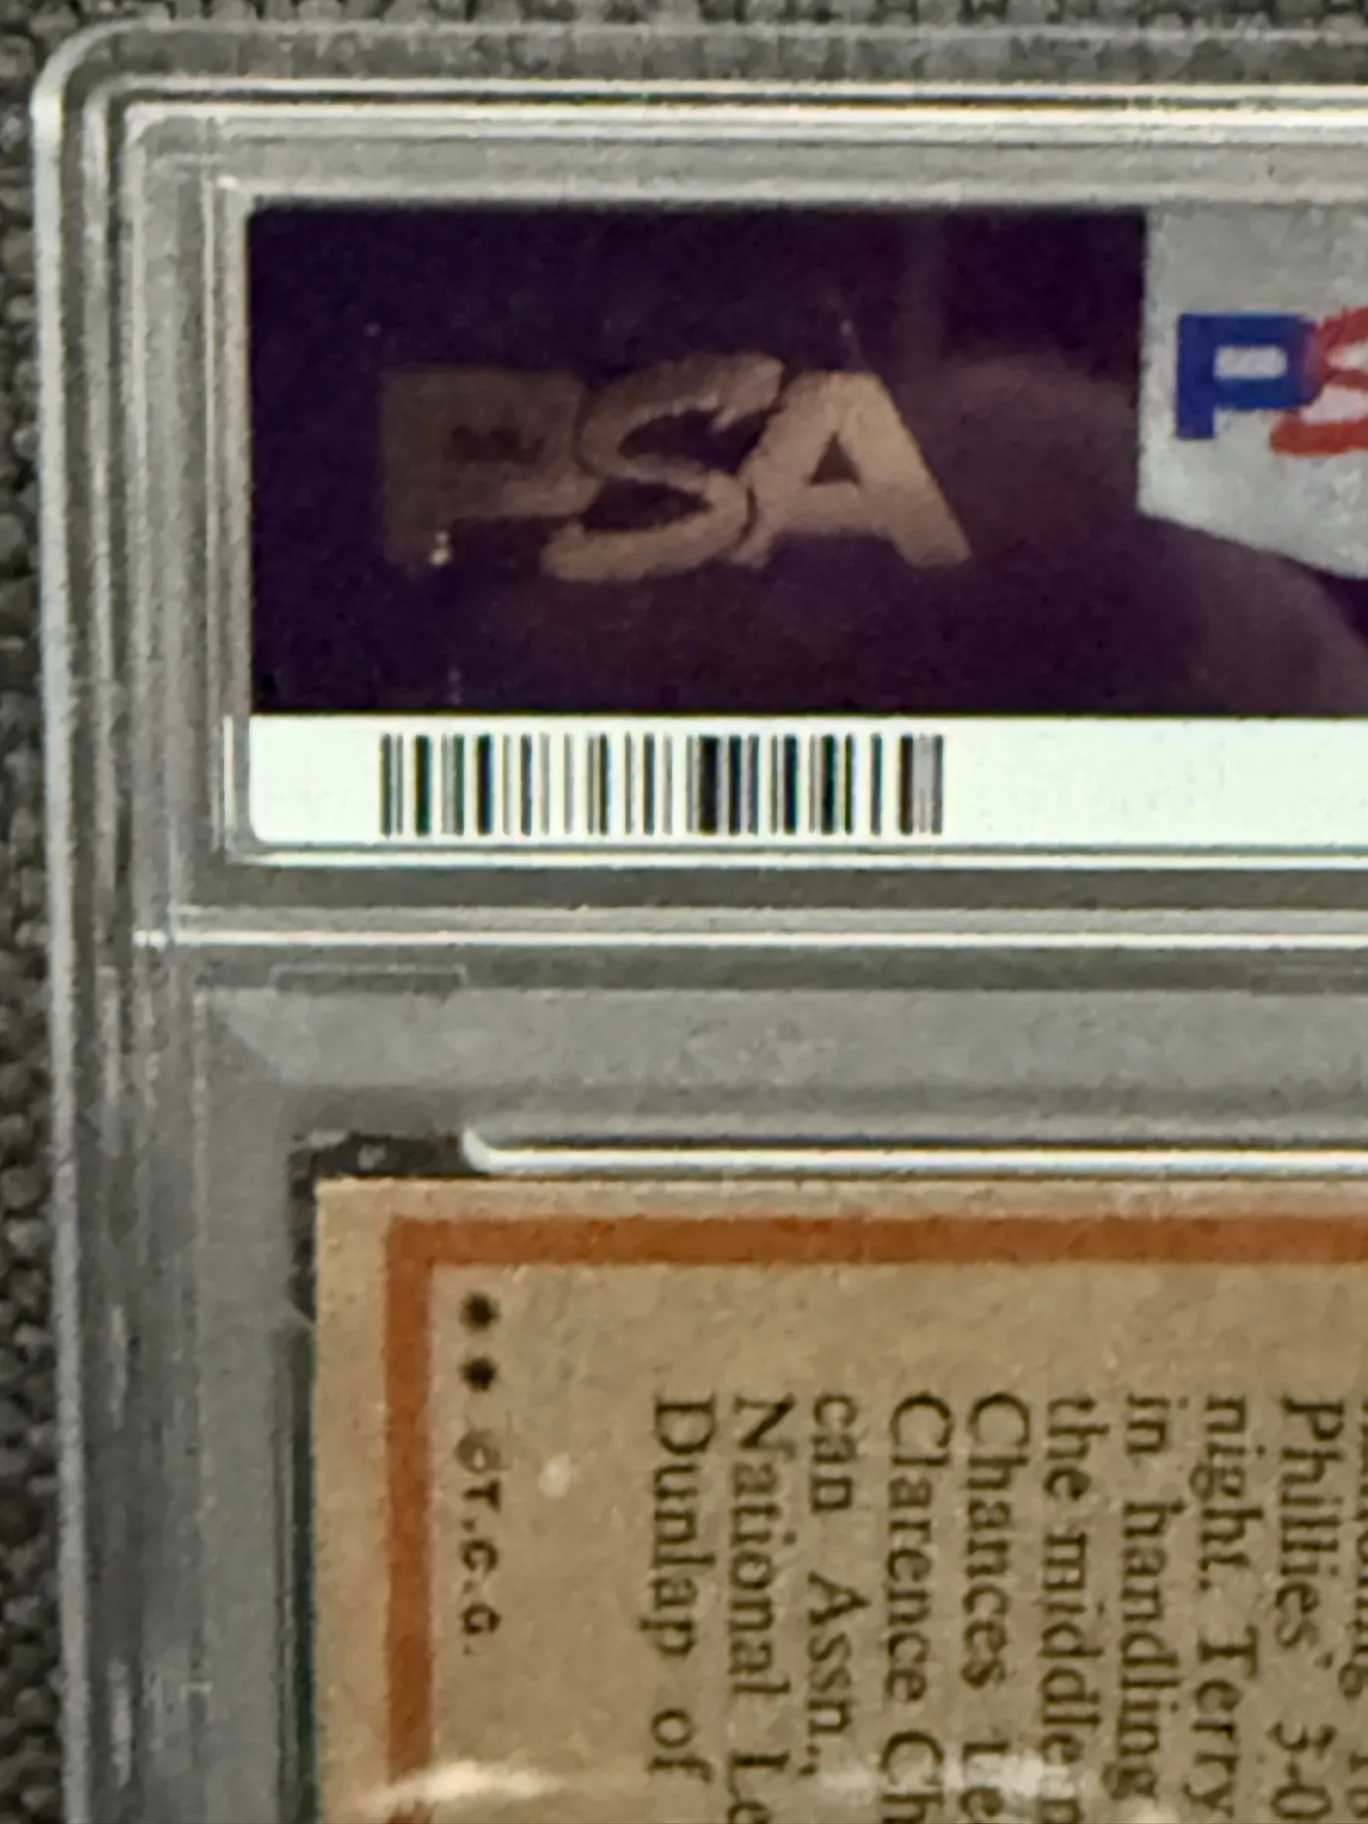 PSA
PS
Phillies' 3-0
night. Terry
in handling
the middle
Chances
Clarence Ch
can Assn.,
National Le
Dunlap of
** ©T.C.G.